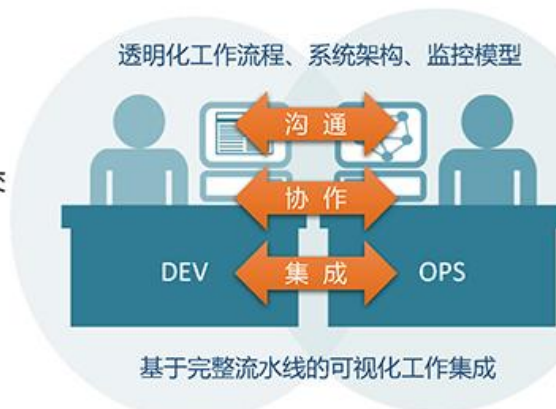 透明化工作流程、系统架构、监控模型
沟 通
协 作
DEV
集 成
OPS
基于完整流水线的可视化工作集成